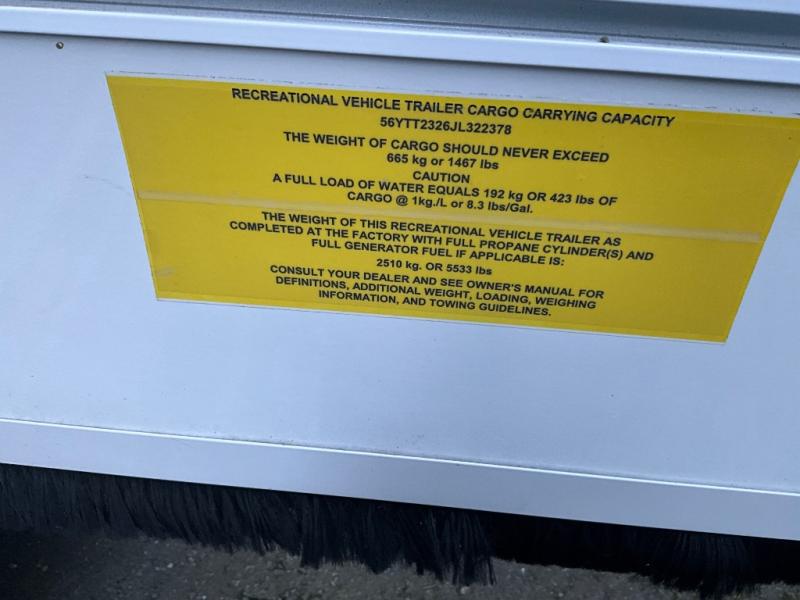 RECREATIONAL VEHICLE TRAILER CARGO CARRYING CAPACITY
56YTT2326JL322378
THE WEIGHT OF CARGO SHOULD NEVER EXCEED
665 kg or 1467 lbs
CAUTION
A FULL LOAD OF WATER EQUALS 192 kg OR 423 lbs OF
CARGO @ 1kg./L or 8.3 lbs/Gal.
THE WEIGHT OF THIS RECREATIONAL VEHICLE TRAILER AS
COMPLETED AT THE FACTORY WITH FULL PROPANE CYLINDER(S) AND
FULL GENERATOR FUEL IF APPLICABLE IS:
2510 kg. OR 5533 lbs
CONSULT YOUR DEALER AND SEE OWNER'S MANUAL FOR
DEFINITIONS, ADDITIONAL WEIGHT, LOADING, WEIGHING
INFORMATION, AND TOWING GUIDELINES.